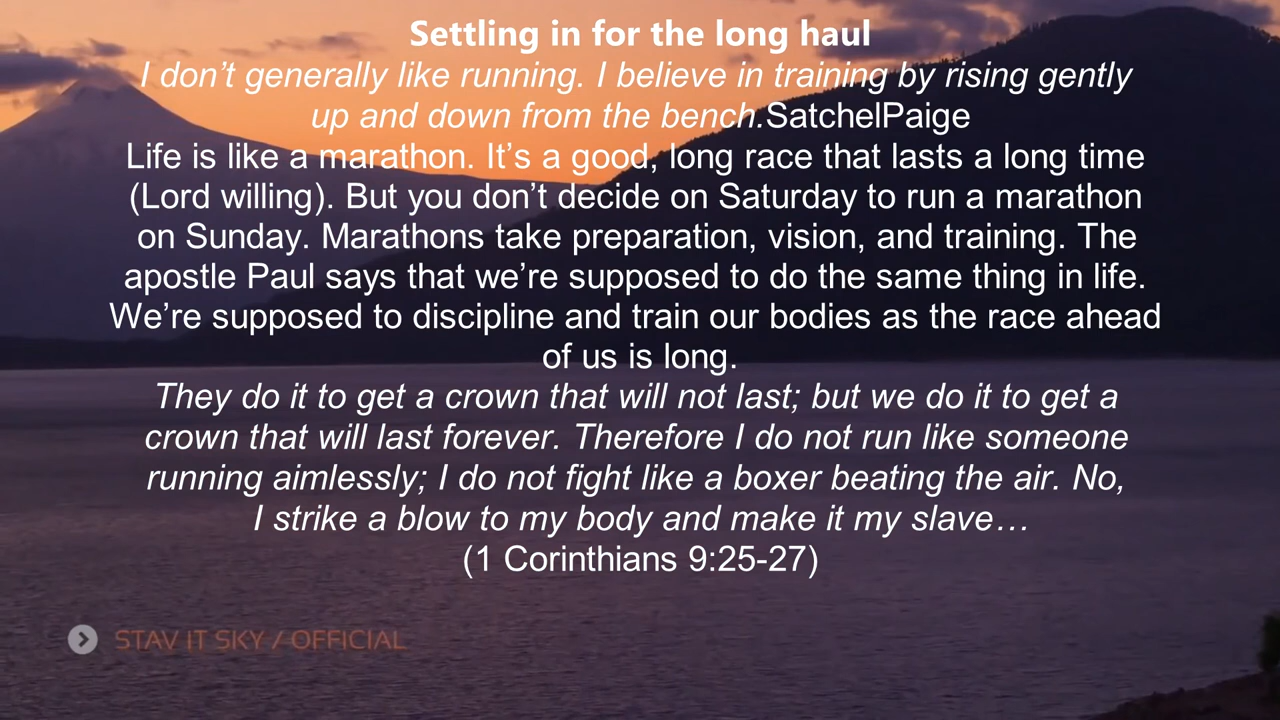 Settling in for the long haul
I don’t generally like running. I believe in training by rising gently
up and down from the bench.SatchelPaige
Life is like a marathon. It’s a good, long race that lasts a long time
(Lord willing). But you don’t decide on Saturday to run a marathon
on Sunday. Marathons take preparation, vision, and training. The
apostle Paul says that we’re supposed to do the same thing in life.
We’re supposed to discipline and train our bodies as the race ahead
of us is long.
They do it to get a crown that will not last; but we do it to get a
crown that will last forever. Therefore I do not run like someone
running aimlessly; I do not fight like a boxer beating the air. No,
I strike a blow to my body and make it my slave…
(1 Corinthians 9:25-27)
STAV IT SKY / OFFICIAL